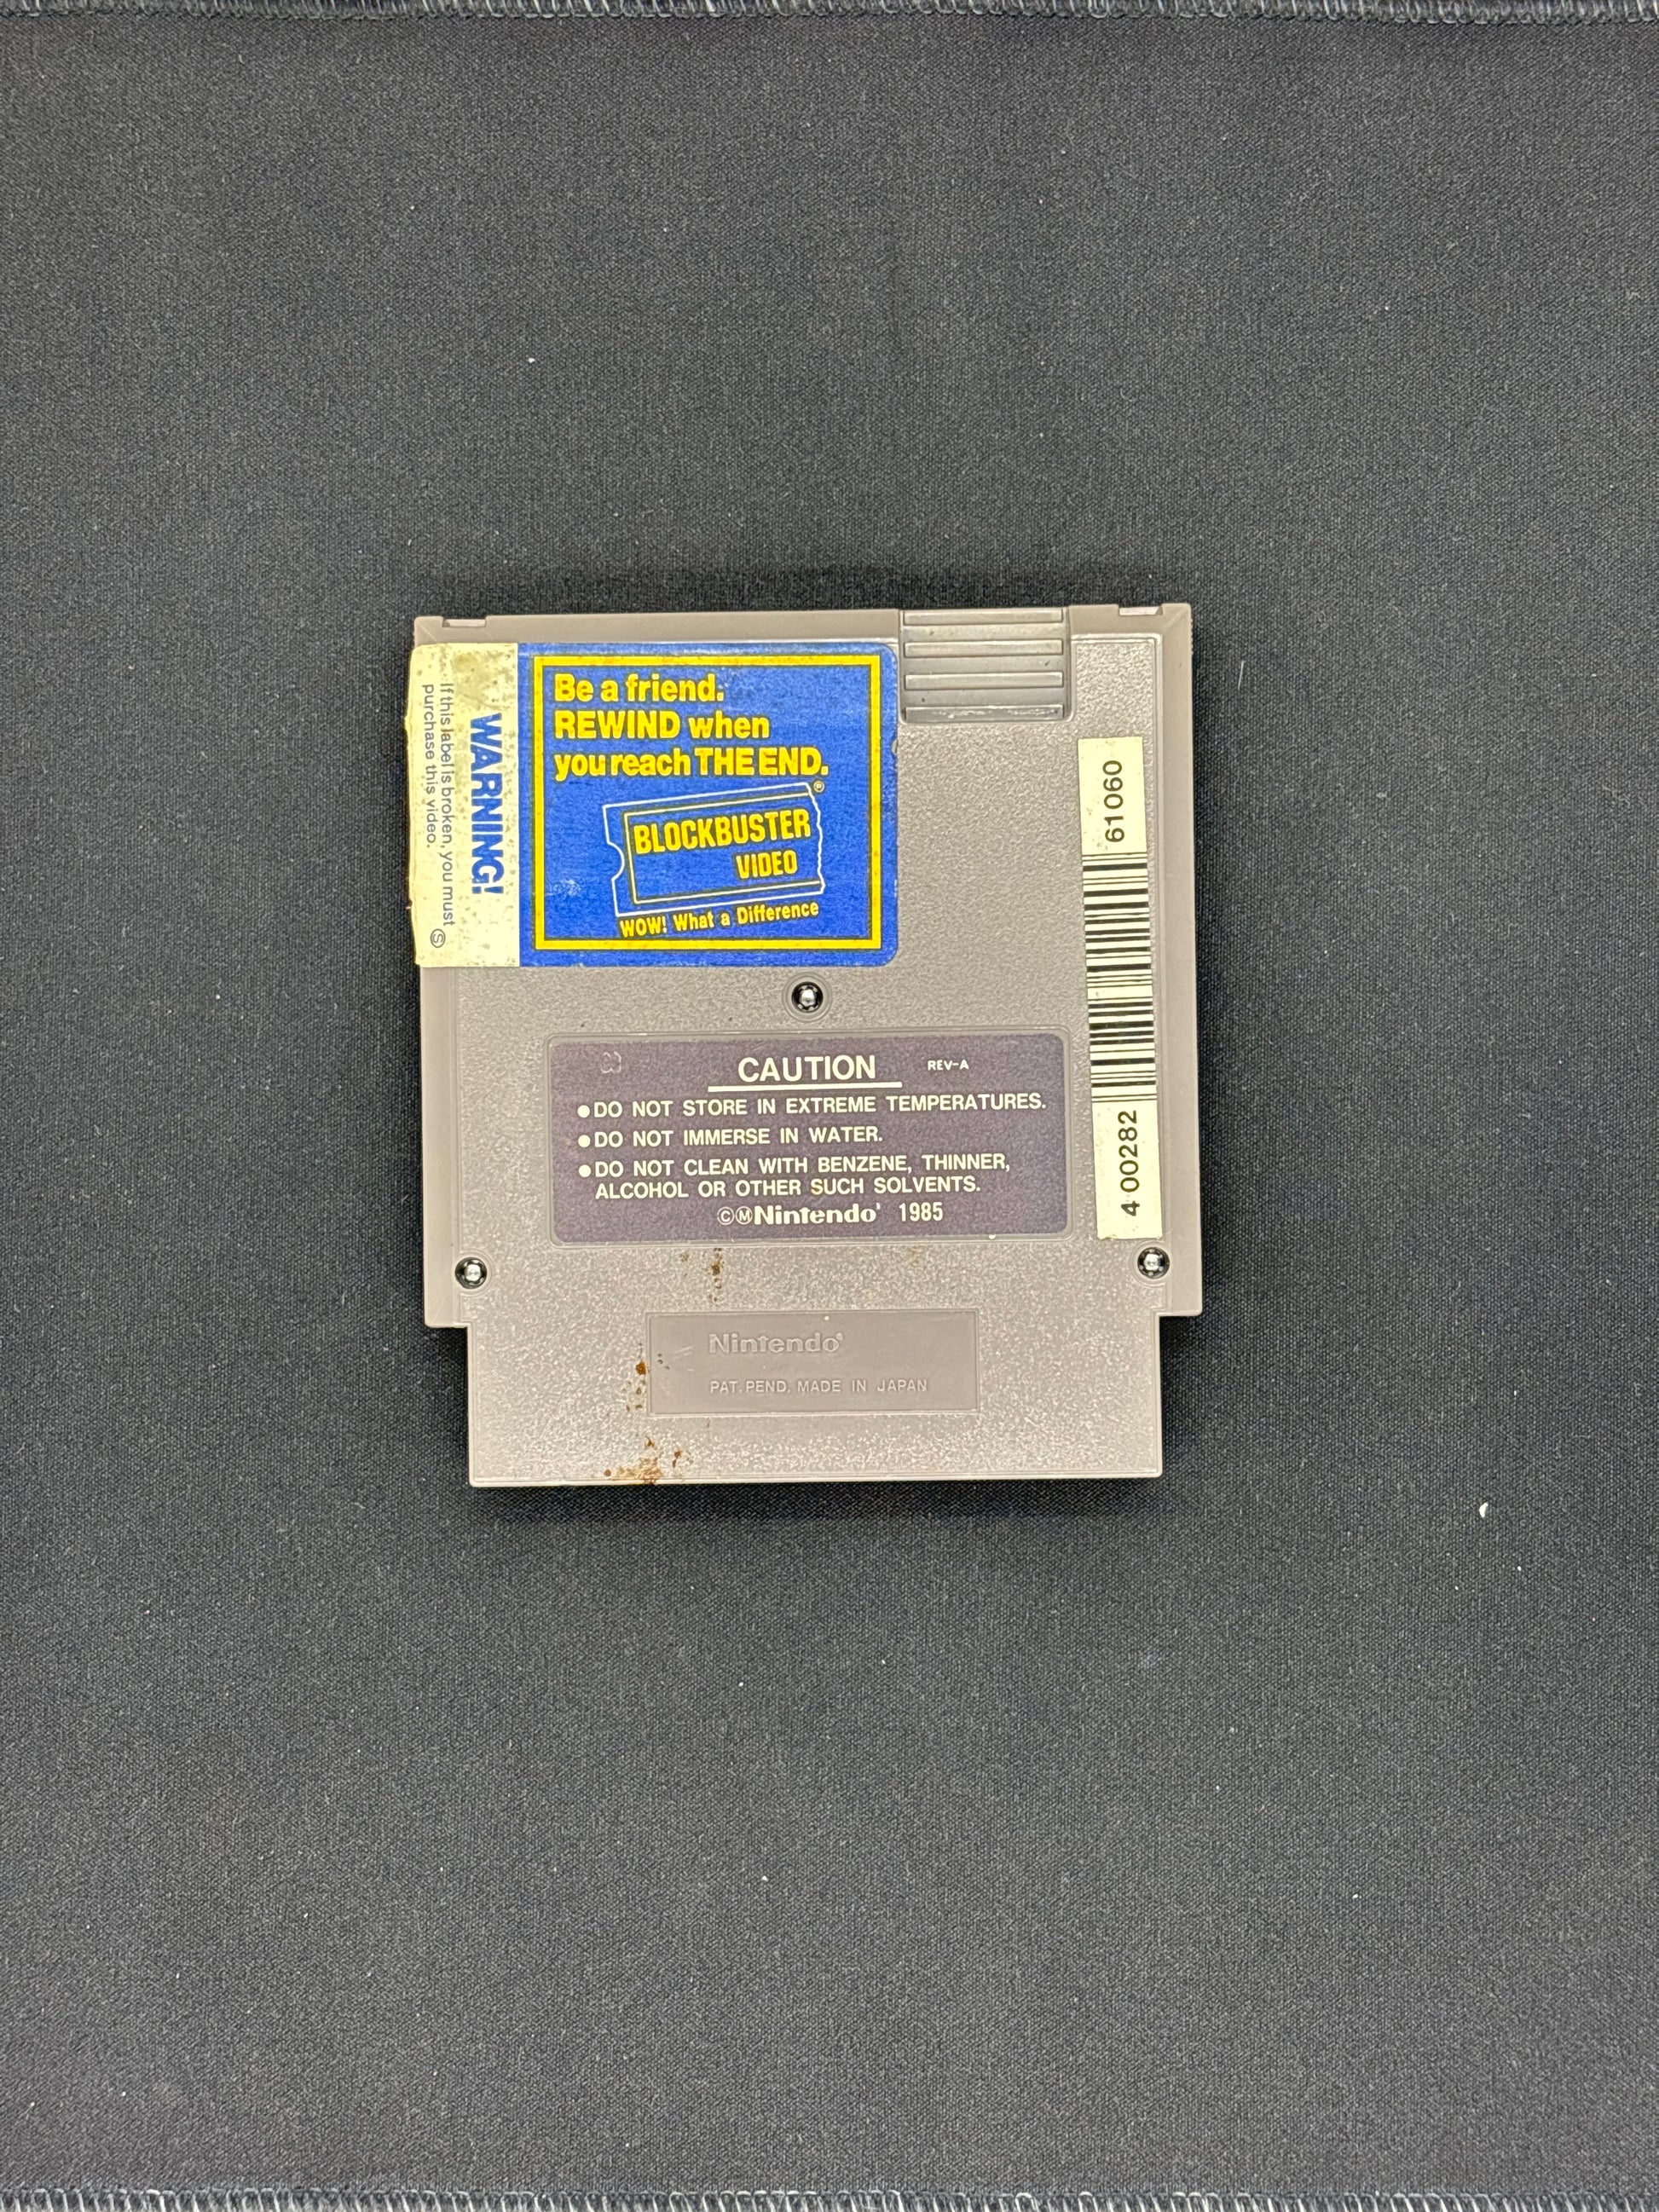 Be a friend.
REWIND when
you reach THE END.
BLOCKBUSTER®
VIDEO
WOW! What a Difference
WARNING!
If this label is broken, you must
purchase this video. Ⓢ
61060
4 00282
CAUTION REV-A
●DO NOT STORE IN EXTREME TEMPERATURES.
●DO NOT IMMERSE IN WATER.
●DO NOT CLEAN WITH BENZENE, THINNER,
ALCOHOL OR OTHER SUCH SOLVENTS.
©ⓂNintendo® 1985
Nintendo®
PAT. PEND. MADE IN JAPAN